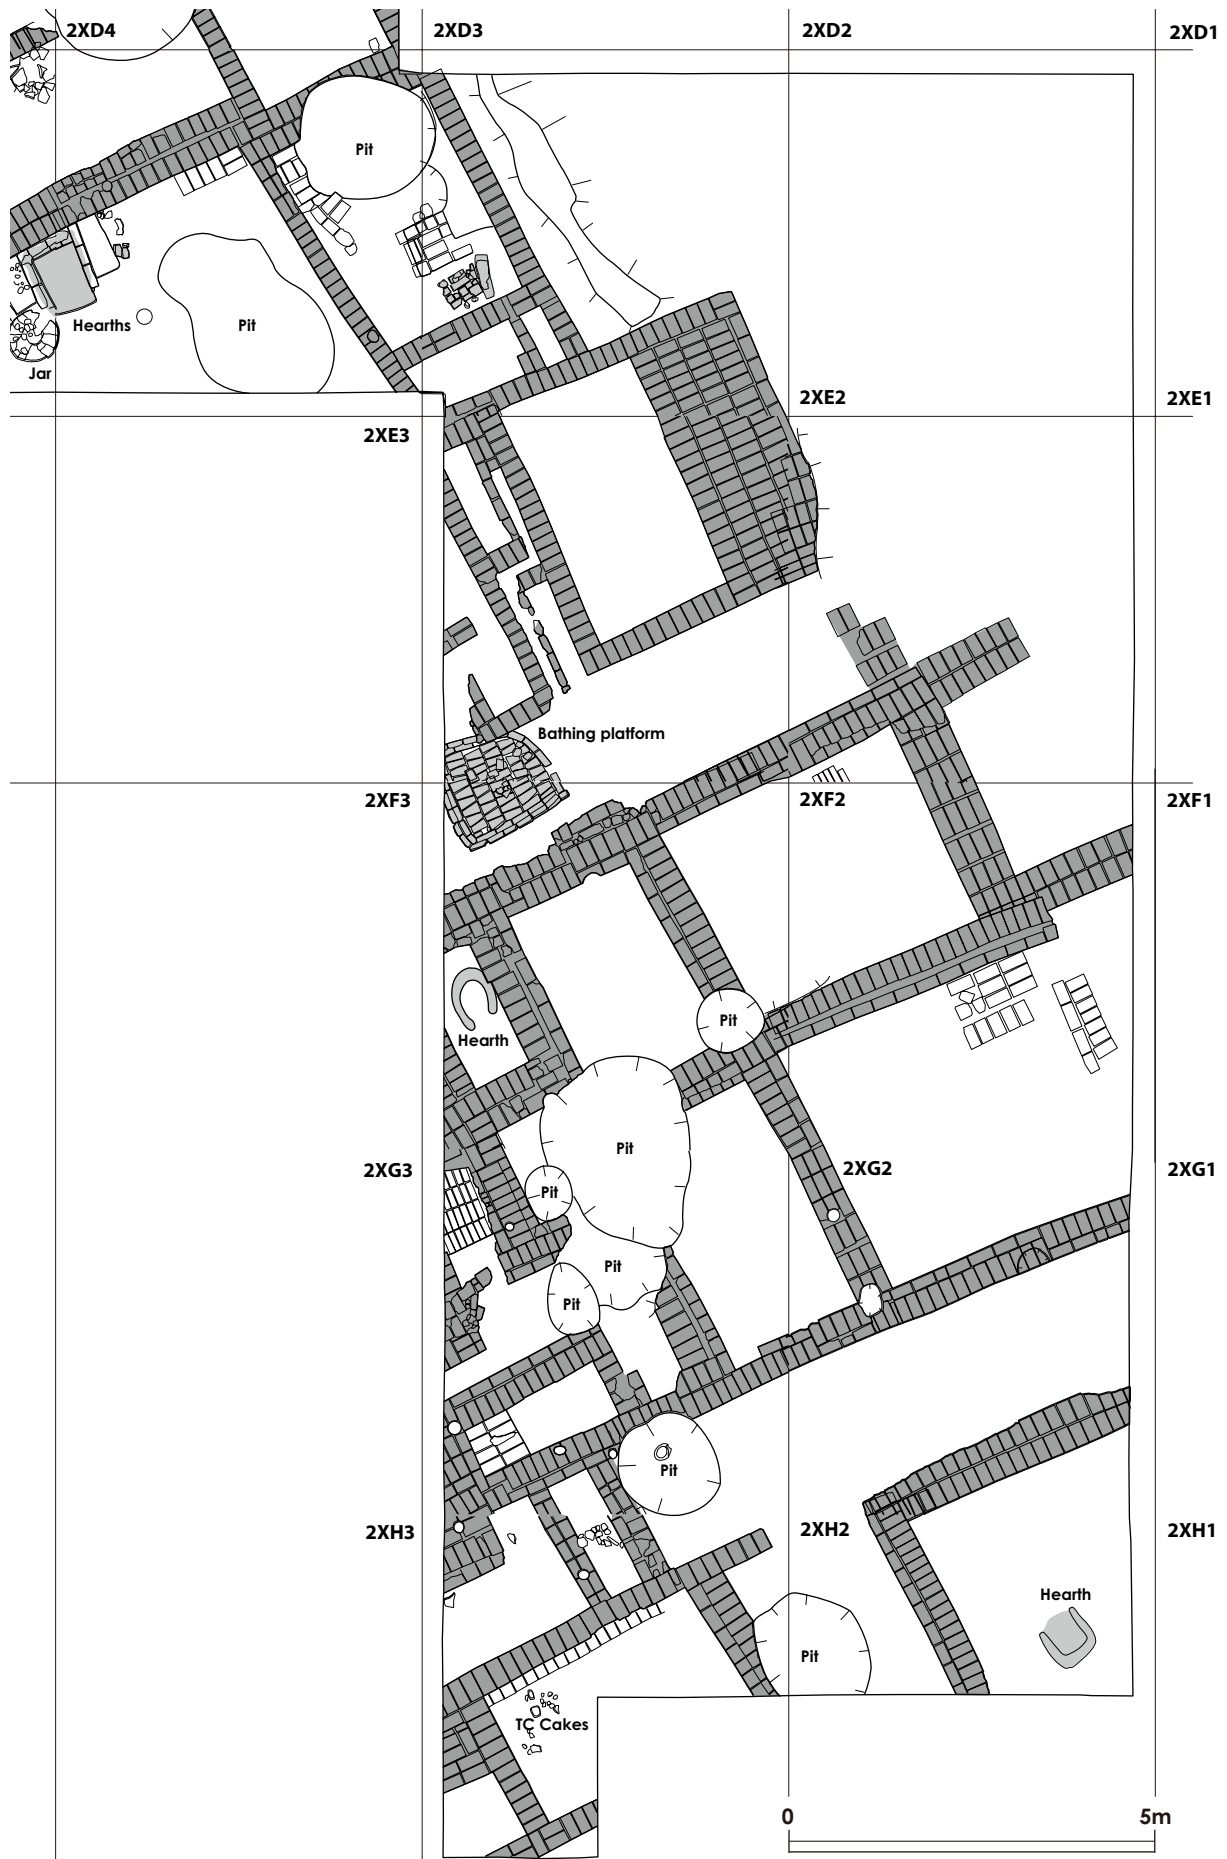 2XD4
2XD3
2XD2
2XD1
Pit
Hearths
Pit
Jar
2XE2
2XE1
2XE3
Bathing platform
2XF3
2XF2
2XF1
Pit
Hearth
Pit
2XG3
2XG2
2XG1
Pit
Pit
Pit
Pit
2XH3
2XH2
2XH1
Hearth
Pit
TC Cakes
0
5m